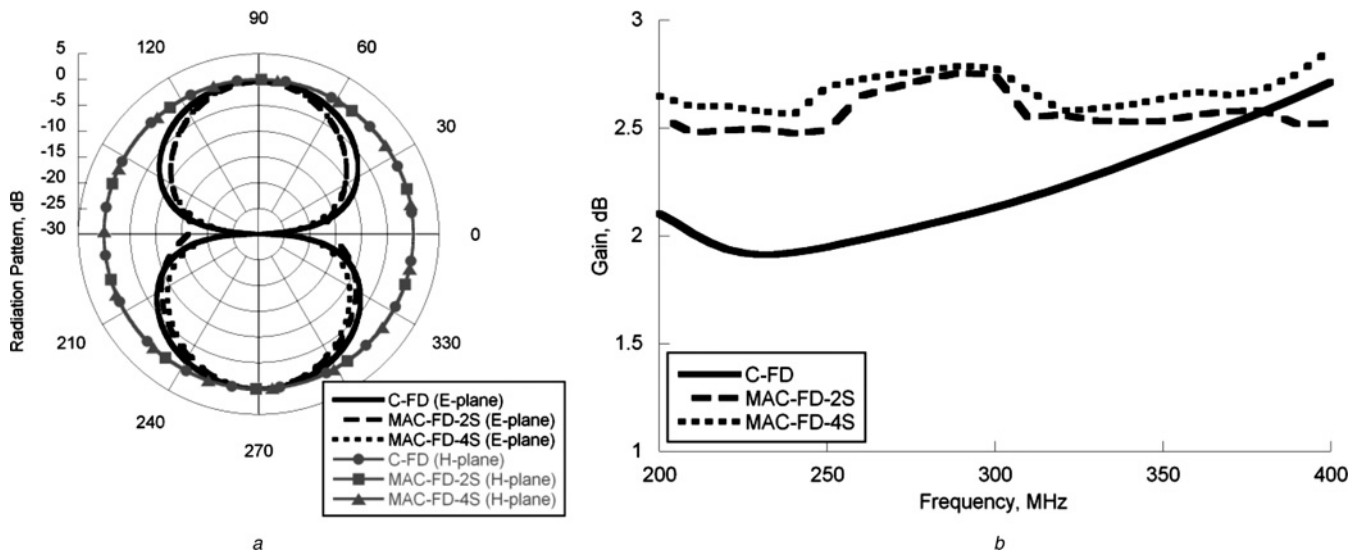 90
120
60
5
0
-5
-10
-15
-20
-25
-30
30
0
Radiation Pattern, dB
210
330
240
270
C-FD (E-plane)
MAC-FD-2S (E-plane)
MAC-FD-4S (E-plane)
C-FD (H-plane)
MAC-FD-2S (H-plane)
MAC-FD-4S (H-plane)
a
3
2.5
2
1.5
1
Gain, dB
C-FD
MAC-FD-2S
MAC-FD-4S
200
250
300
350
400
Frequency, MHz
b